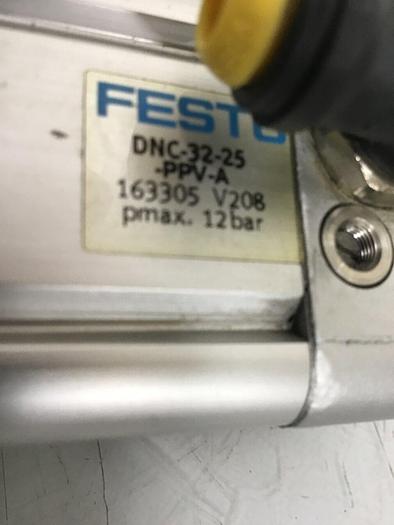 FESTO
DNC-32-25
-PPV-A
163305 V208
pmax. 12bar